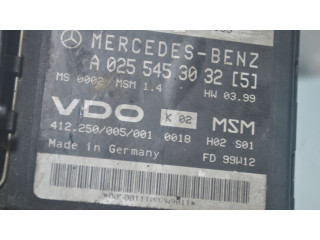 MERCEDES-BENZ
A 025 545 30 32 [5]
MS 0002 MSM 1.4 HW 03.99
VDO K 02 MSM
412.250/005/001 0018 H02 S01
Made in Germany FD 99W12